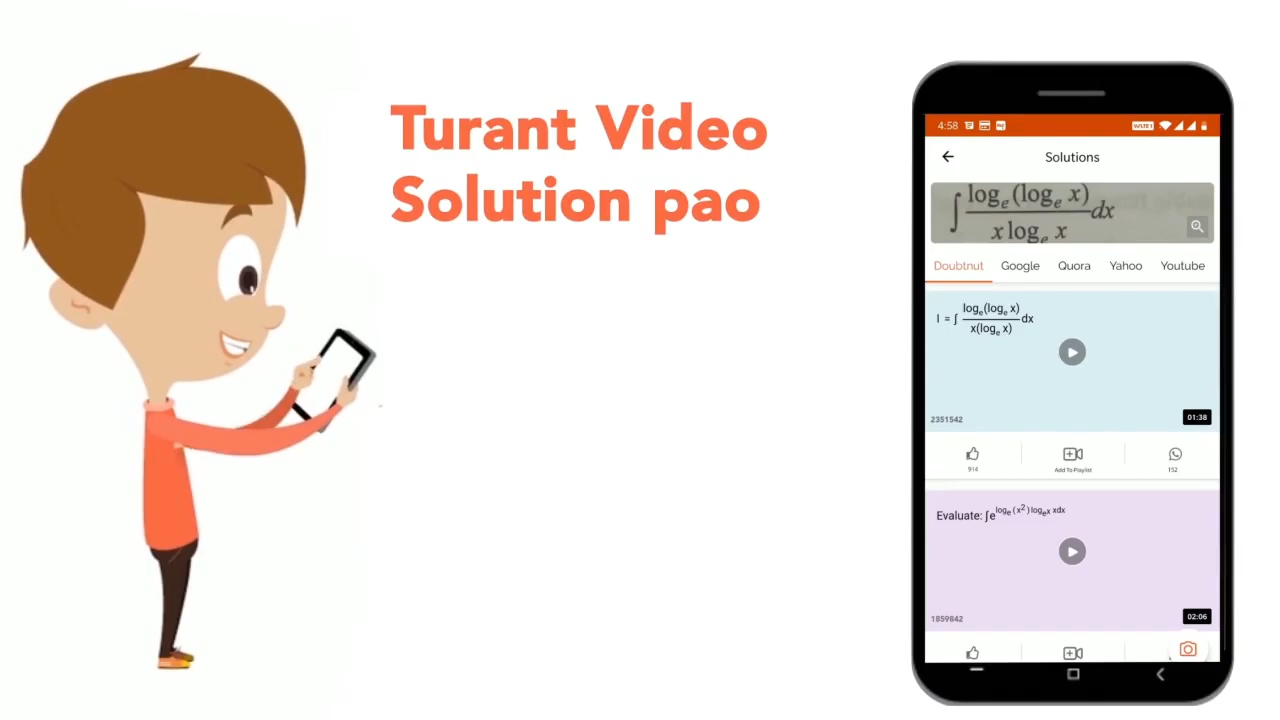 Turant Video
Solution pao
4:58
Solutions
∫ logₑ(logₑ x) / x logₑ x dx
Doubtnut Google Quora Yahoo Youtube
I = ∫ logₑ(logₑ x) / x(logₑ x) dx
2351542 01:38
914 Add To Playlist 152
Evaluate: ∫e^logₑ(x²)logₑx xdx
1859842 02:06